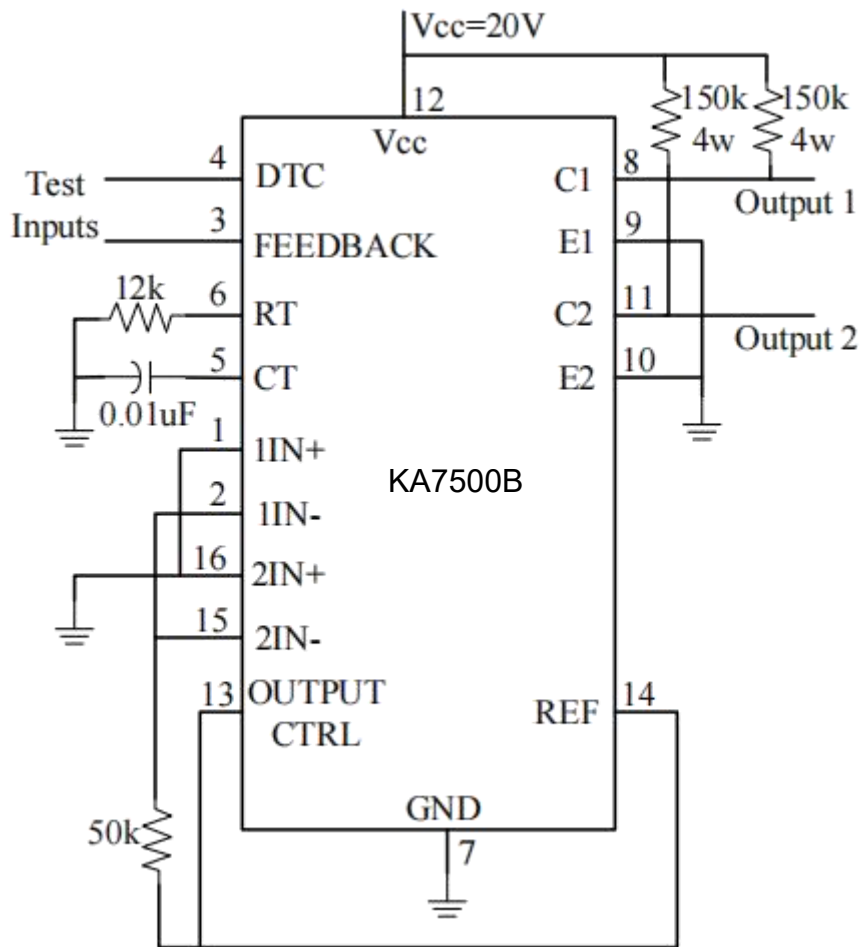 Vcc=20V
12
Vcc
150k
4w
150k
4w
4
DTC
Test
Inputs
3
FEEDBACK
C1
8
Output 1
E1
9
12k
6
RT
C2
11
Output 2
5
CT
0.01uF
E2
10
1
1IN+
KA7500B
2
1IN-
16
2IN+
15
2IN-
13
OUTPUT
CTRL
REF
14
GND
7
50k